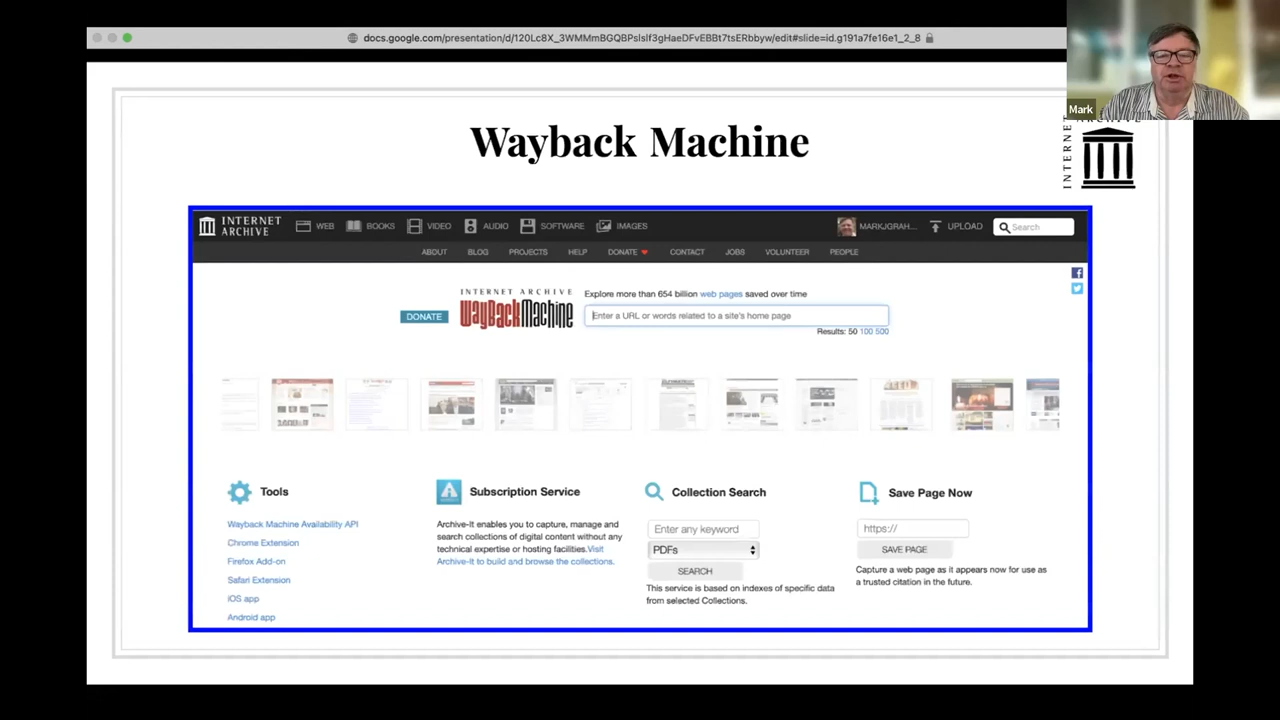 docs.google.com/presentation/d/120Lc8X_3WMMmBGQBPslslf3gHaeDFvEBBt7tsERbbyw/edit#slide=id.g191a7fe16e1_2_8
Mark
Wayback Machine
INTERNET ARCHIVE
INTERNET ARCHIVE
WEB BOOKS VIDEO AUDIO SOFTWARE IMAGES MARKJGRAH... UPLOAD Search
ABOUT BLOG PROJECTS HELP DONATE CONTACT JOBS VOLUNTEER PEOPLE
INTERNET ARCHIVE
WayBackMachine
DONATE
Explore more than 654 billion web pages saved over time
Enter a URL or words related to a site's home page
Results: 50 100 500
Tools
Wayback Machine Availability API
Chrome Extension
Firefox Add-on
Safari Extension
iOS app
Android app
Subscription Service
Archive-It enables you to capture, manage and
search collections of digital content without any
technical expertise or hosting facilities.Visit
Archive-It to build and browse the collections.
Collection Search
Enter any keyword
PDFs
SEARCH
This service is based on indexes of specific data
from selected Collections.
Save Page Now
https://
SAVE PAGE
Capture a web page as it appears now for use as
a trusted citation in the future.